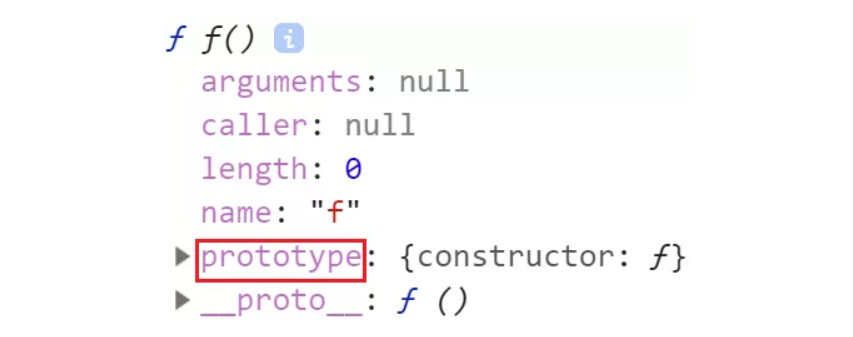 ƒ f() i
arguments: null
caller: null
length: 0
name: "f"
▶ prototype: {constructor: ƒ}
▶ __proto__: ƒ ()